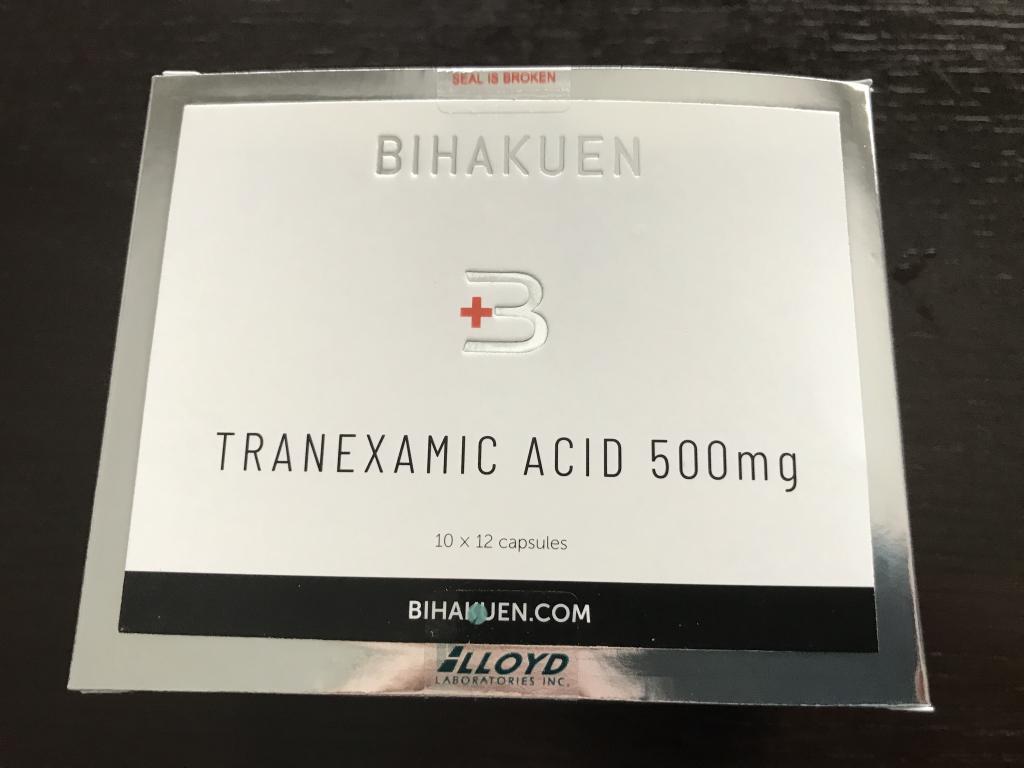 SEAL IS BROKEN
BIHAKUEN
+B
TRANEXAMIC ACID 500mg
10 x 12 capsules
BIHAKUEN.COM
LLOYD
LABORATORIES INC.